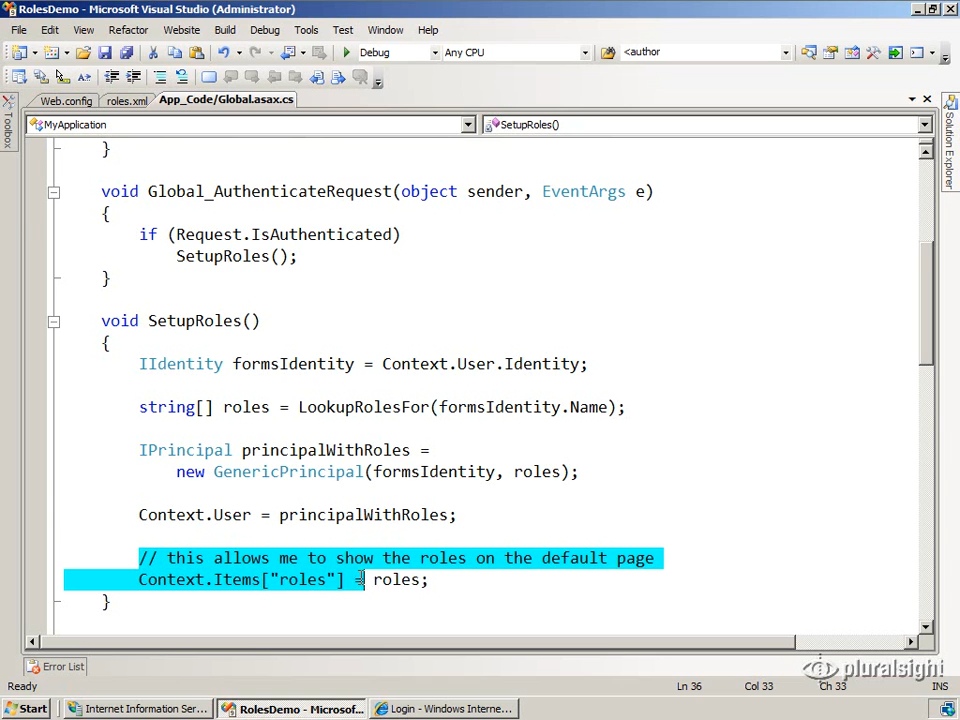 RolesDemo - Microsoft Visual Studio (Administrator)
File Edit View Refactor Website Build Debug Tools Test Window Help
Debug Any CPU <author
Web.config roles.xml App_Code/Global.asax.cs
MyApplication SetupRoles()
Toolbox
Solution Explorer
}
void Global_AuthenticateRequest(object sender, EventArgs e)
{
if (Request.IsAuthenticated)
SetupRoles();
}
void SetupRoles()
{
IIdentity formsIdentity = Context.User.Identity;
string[] roles = LookupRolesFor(formsIdentity.Name);
IPrincipal principalWithRoles =
new GenericPrincipal(formsIdentity, roles);
Context.User = principalWithRoles;
// this allows me to show the roles on the default page
Context.Items["roles"] = roles;
}
Error List
pluralsight
Ready Ln 36 Col 33 Ch 33 INS
Start Internet Information Ser... RolesDemo - Microsof... Login - Windows Interne...